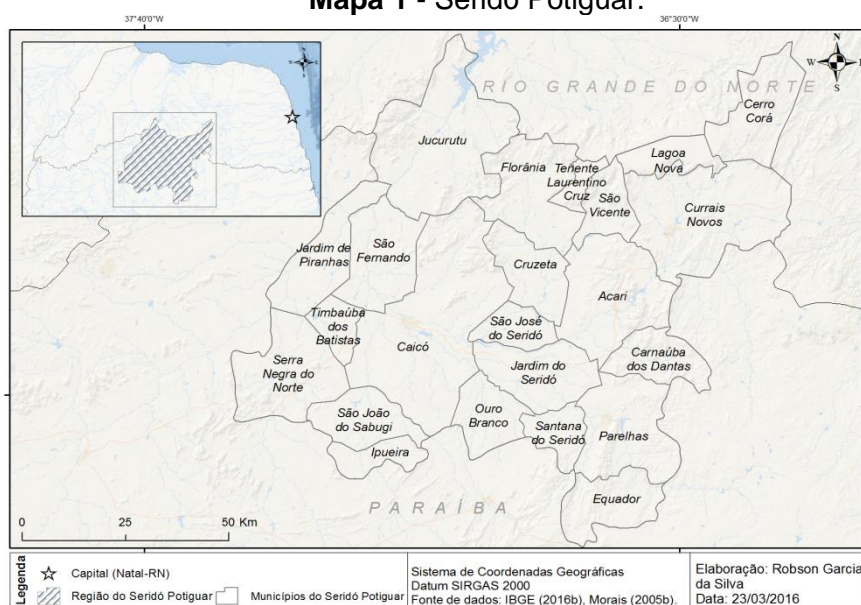 Mapa 1 - Seridó Potiguar.
37°40'0"W
36°30'0"W
N
W
E
S
RIO GRANDE DO NORTE
Cerro
Corá
Jucurutu
Lagoa
Nova
Florânia
Tenente
Laurentino
Cruz
São
Vicente
Currais
Novos
Jardim de
Piranhas
São
Fernando
Cruzeta
Acari
Timbaúba
dos
Batistas
São José
do Seridó
Caicó
Carnaúba
dos Dantas
Serra
Negra do
Norte
Jardim do
Seridó
São João
do Sabugi
Ouro
Branco
Santana
do Seridó
Parelhas
Ipueira
Equador
PARAÍBA
0 25 50 Km
Legenda
Capital (Natal-RN)
Região do Seridó Potiguar
Municípios do Seridó Potiguar
Sistema de Coordenadas Geográficas
Datum SIRGAS 2000
Fonte de dados: IBGE (2016b), Morais (2005b).
Elaboração: Robson Garcia
da Silva
Data: 23/03/2016